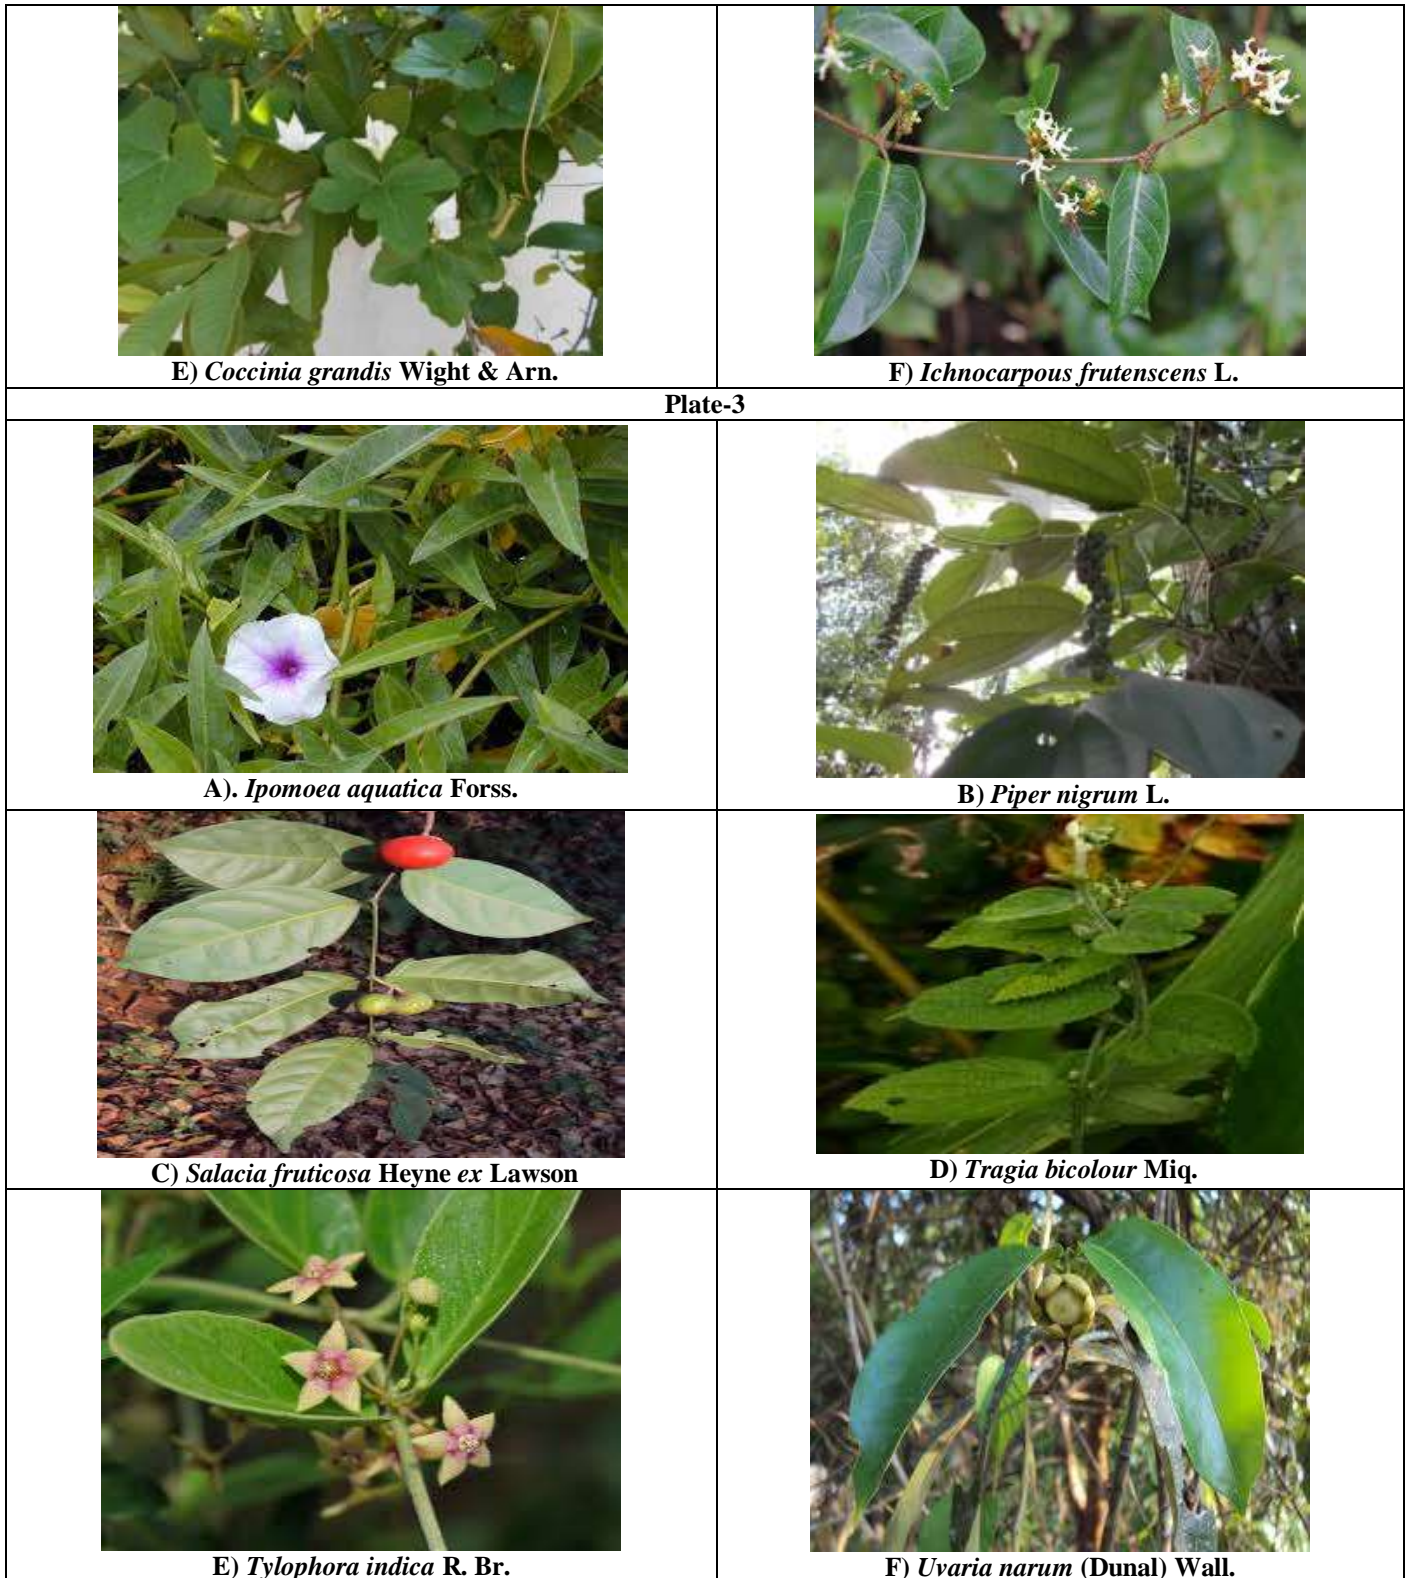 E) Coccinia grandis Wight & Arn.
F) Ichnocarpous frutenscens L.
Plate-3
A). Ipomoea aquatica Forss.
B) Piper nigrum L.
C) Salacia fruticosa Heyne ex Lawson
D) Tragia bicolour Miq.
E) Tylophora indica R. Br.
F) Uvaria narum (Dunal) Wall.